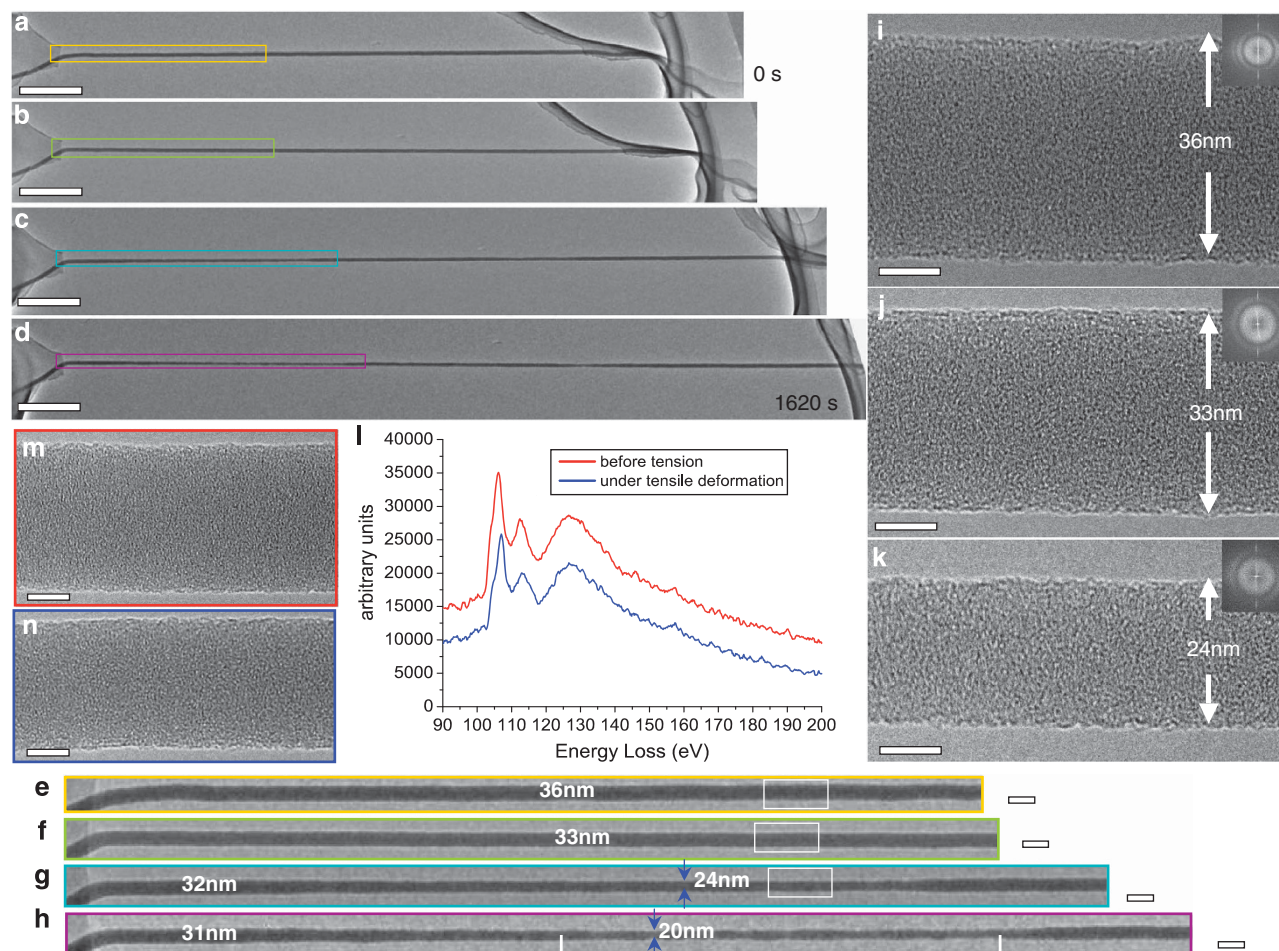 a
0 s
b
c
d
1620 s
i
36nm
j
33nm
k
24nm
m
n
l
40000
35000
30000
25000
20000
15000
10000
5000
0
arbitrary units
before tension
under tensile deformation
90 100 110 120 130 140 150 160 170 180 190 200
Energy Loss (eV)
e 36nm
f 33nm
g 32nm 24nm
h 31nm 20nm